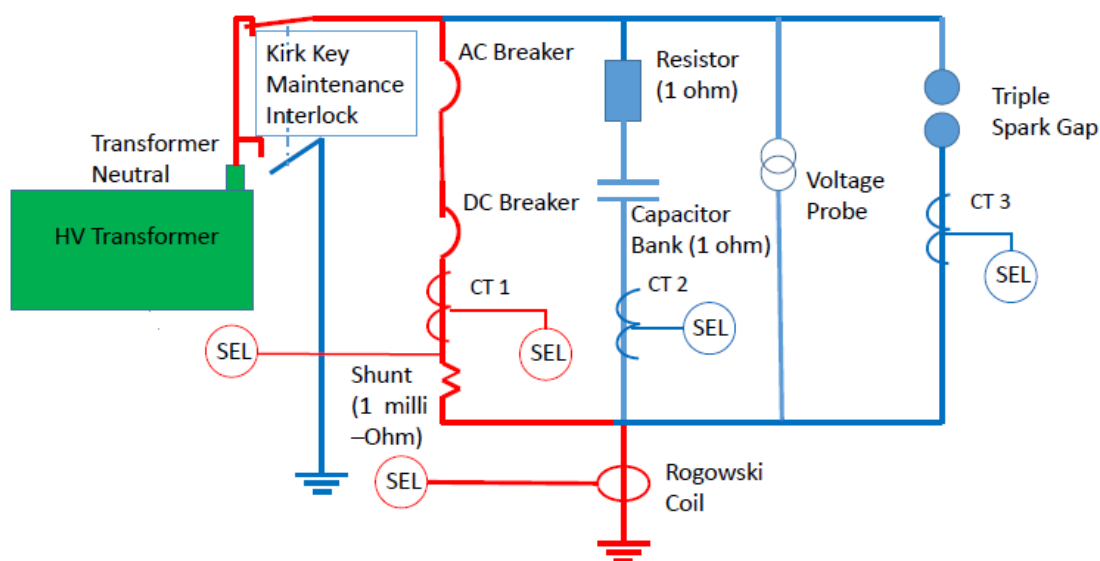 Kirk Key
Maintenance
Interlock
AC Breaker
Resistor
(1 ohm)
Triple
Spark Gap
Transformer
Neutral
HV Transformer
DC Breaker
Capacitor
Bank (1 ohm)
Voltage
Probe
CT 3
SEL
CT 1
SEL
CT 2
SEL
SEL
Shunt
(1 milli
–Ohm)
SEL
Rogowski
Coil